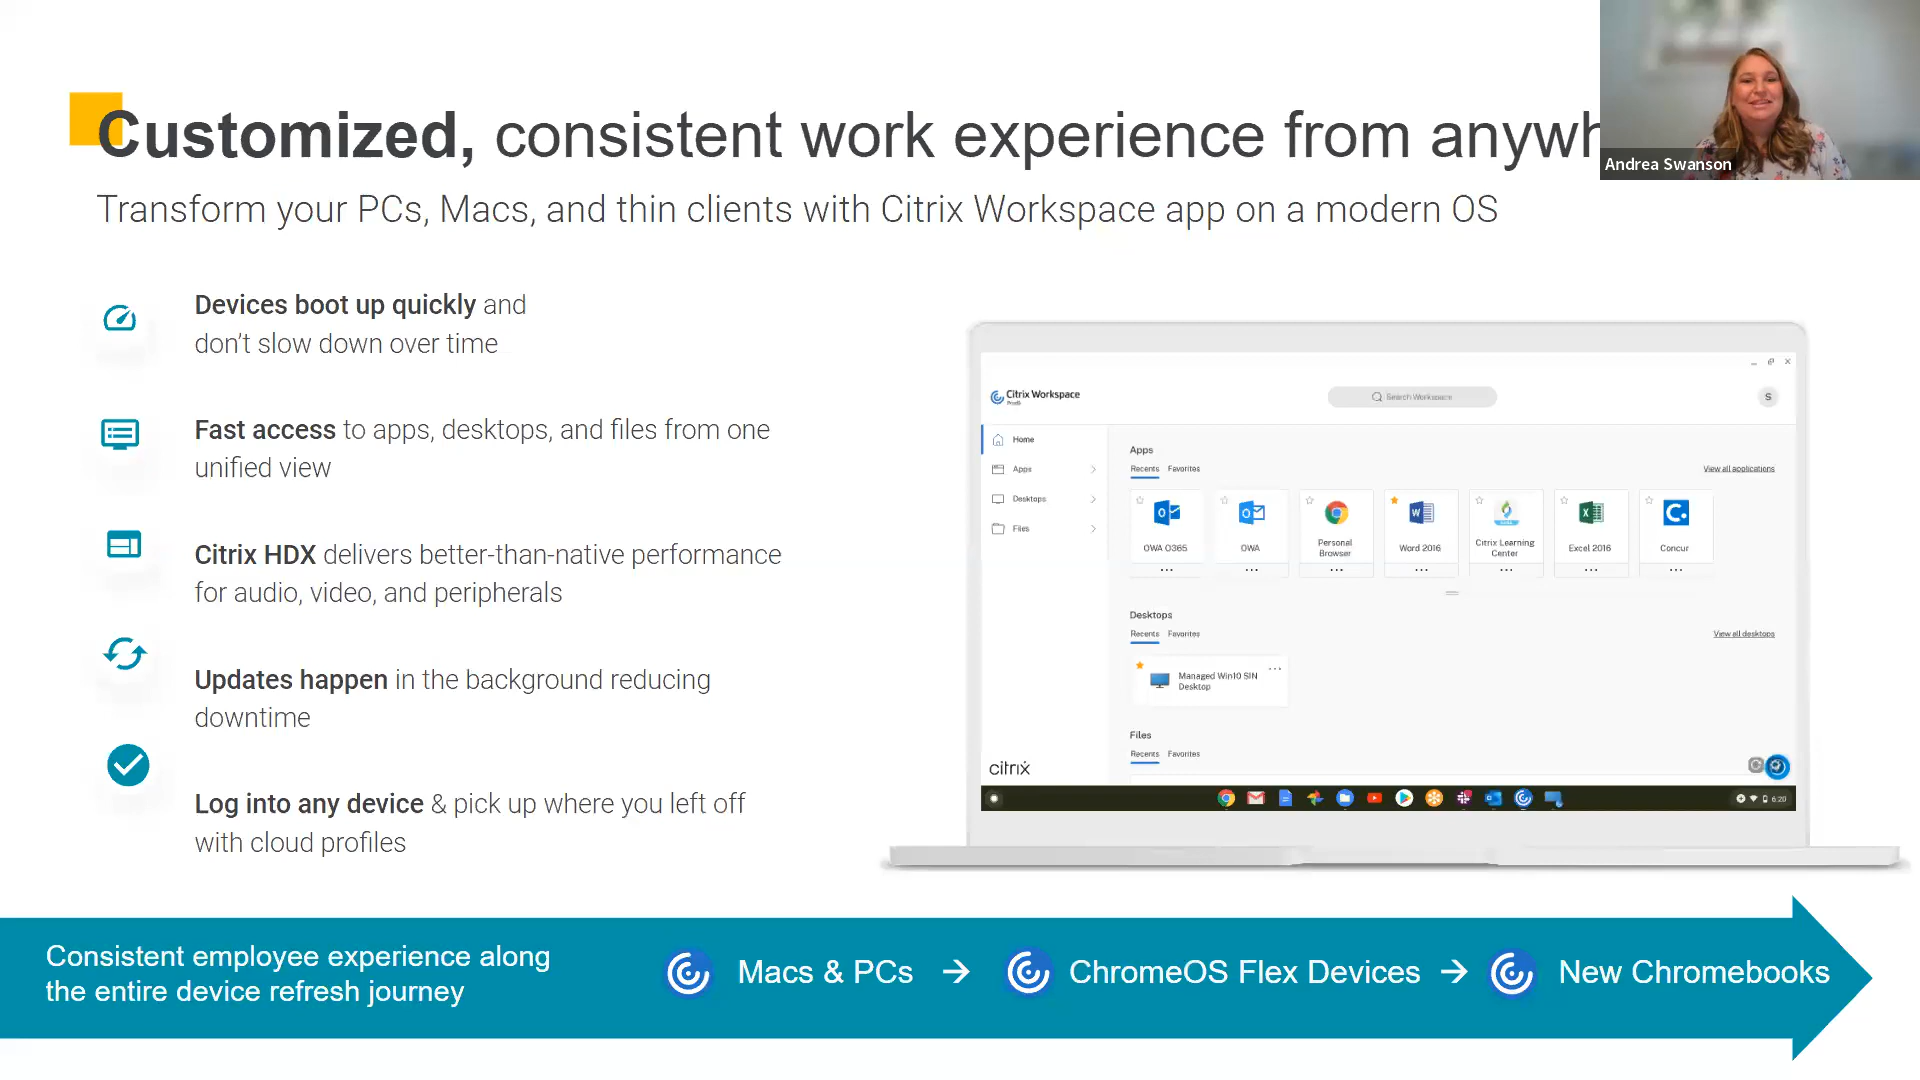 Customized, consistent work experience from anywh
Andrea Swanson
Transform your PCs, Macs, and thin clients with Citrix Workspace app on a modern OS
Devices boot up quickly and
don’t slow down over time
Fast access to apps, desktops, and files from one
unified view
Citrix HDX delivers better-than-native performance
for audio, video, and peripherals
Updates happen in the background reducing
downtime
Log into any device & pick up where you left off
with cloud profiles
Citrix Workspace
Search Workspace
S
Home
Apps
Desktops
Files
citrix
Apps
Recents Favorites
View all applications
OWA O365
OWA
Personal
Browser
Word 2016
Citrix Learning
Center
Excel 2016
Concur
Desktops
Recents Favorites
View all desktops
Managed Win10 SIN
Desktop
Files
Recents Favorites
6:20
Consistent employee experience along
the entire device refresh journey
Macs & PCs → ChromeOS Flex Devices → New Chromebooks